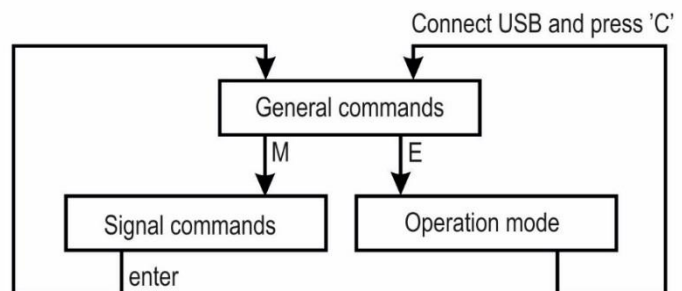 Connect USB and press 'C'
General commands
M
E
Signal commands
Operation mode
enter